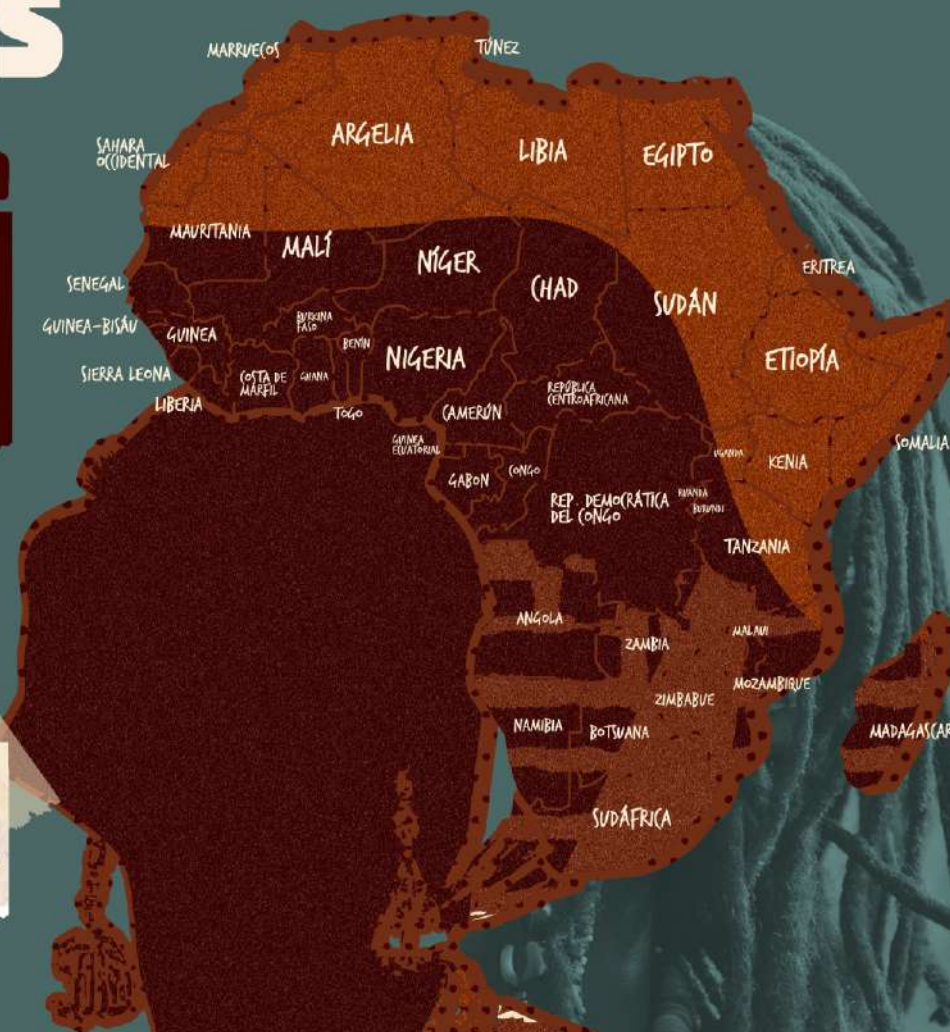 S
MARRUECOS
TÚNEZ
ARGELIA
LIBIA
EGIPTO
SAHARA
OCCIDENTAL
MAURITANIA
MALÍ
NÍGER
CHAD
SUDÁN
ERITREA
SENEGAL
GUINEA-BISÁU
GUINEA
BURKINA
FASO
BENÍN
NIGERIA
ETIOPÍA
SIERRA LEONA
COSTA DE
MARFIL
GHANA
REPÚBLICA
CENTROAFRICANA
LIBERIA
TOGO
CAMERÚN
GUINEA
ECUATORIAL
SOMALIA
UGANDA
KENIA
GABON
CONGO
REP. DEMOCRÁTICA
DEL CONGO
RUANDA
BURUNDI
TANZANIA
ANGOLA
ZAMBIA
MALAUI
MOZAMBIQUE
ZIMBABUE
NAMIBIA
BOTSUANA
MADAGASCAR
SUDÁFRICA